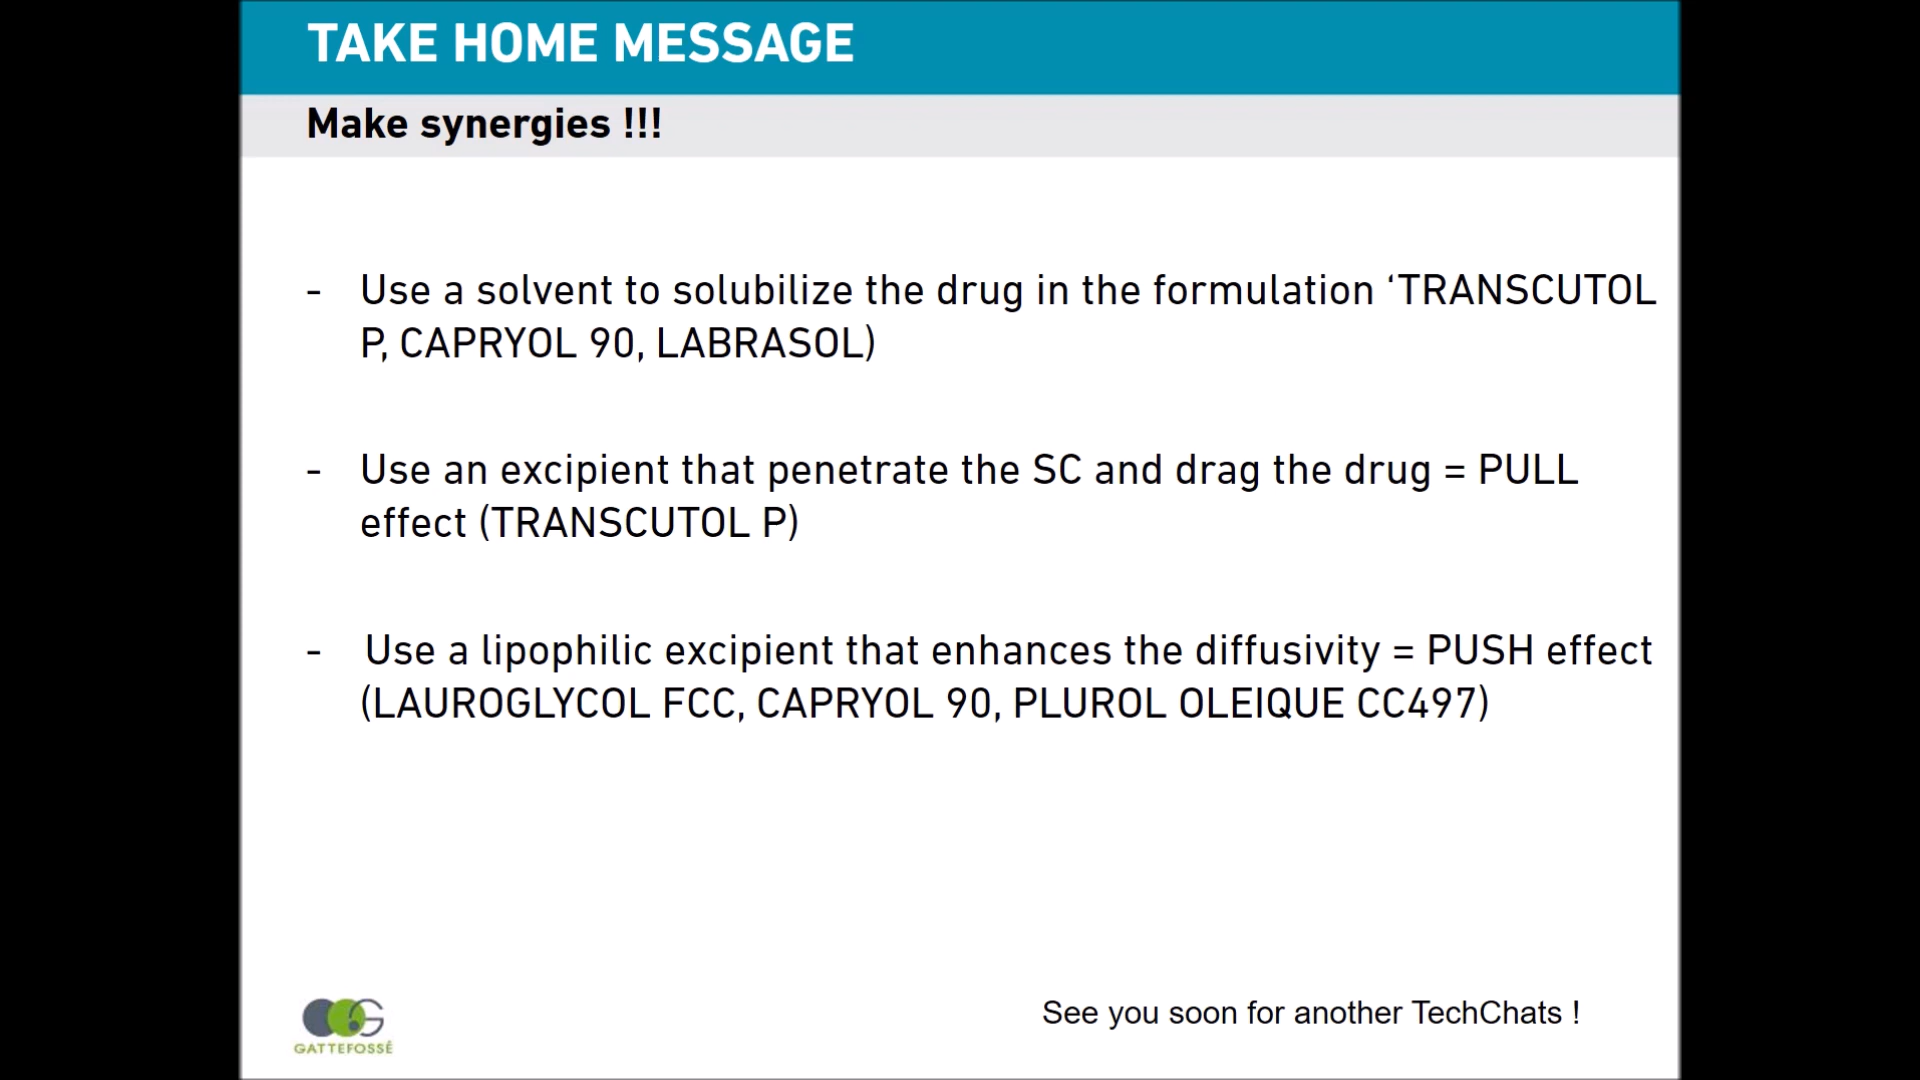 TAKE HOME MESSAGE
Make synergies !!!
- Use a solvent to solubilize the drug in the formulation ‘TRANSCUTOL
P, CAPRYOL 90, LABRASOL)
- Use an excipient that penetrate the SC and drag the drug = PULL
effect (TRANSCUTOL P)
- Use a lipophilic excipient that enhances the diffusivity = PUSH effect
(LAUROGLYCOL FCC, CAPRYOL 90, PLUROL OLEIQUE CC497)
See you soon for another TechChats !
GATTEFOSSÉ